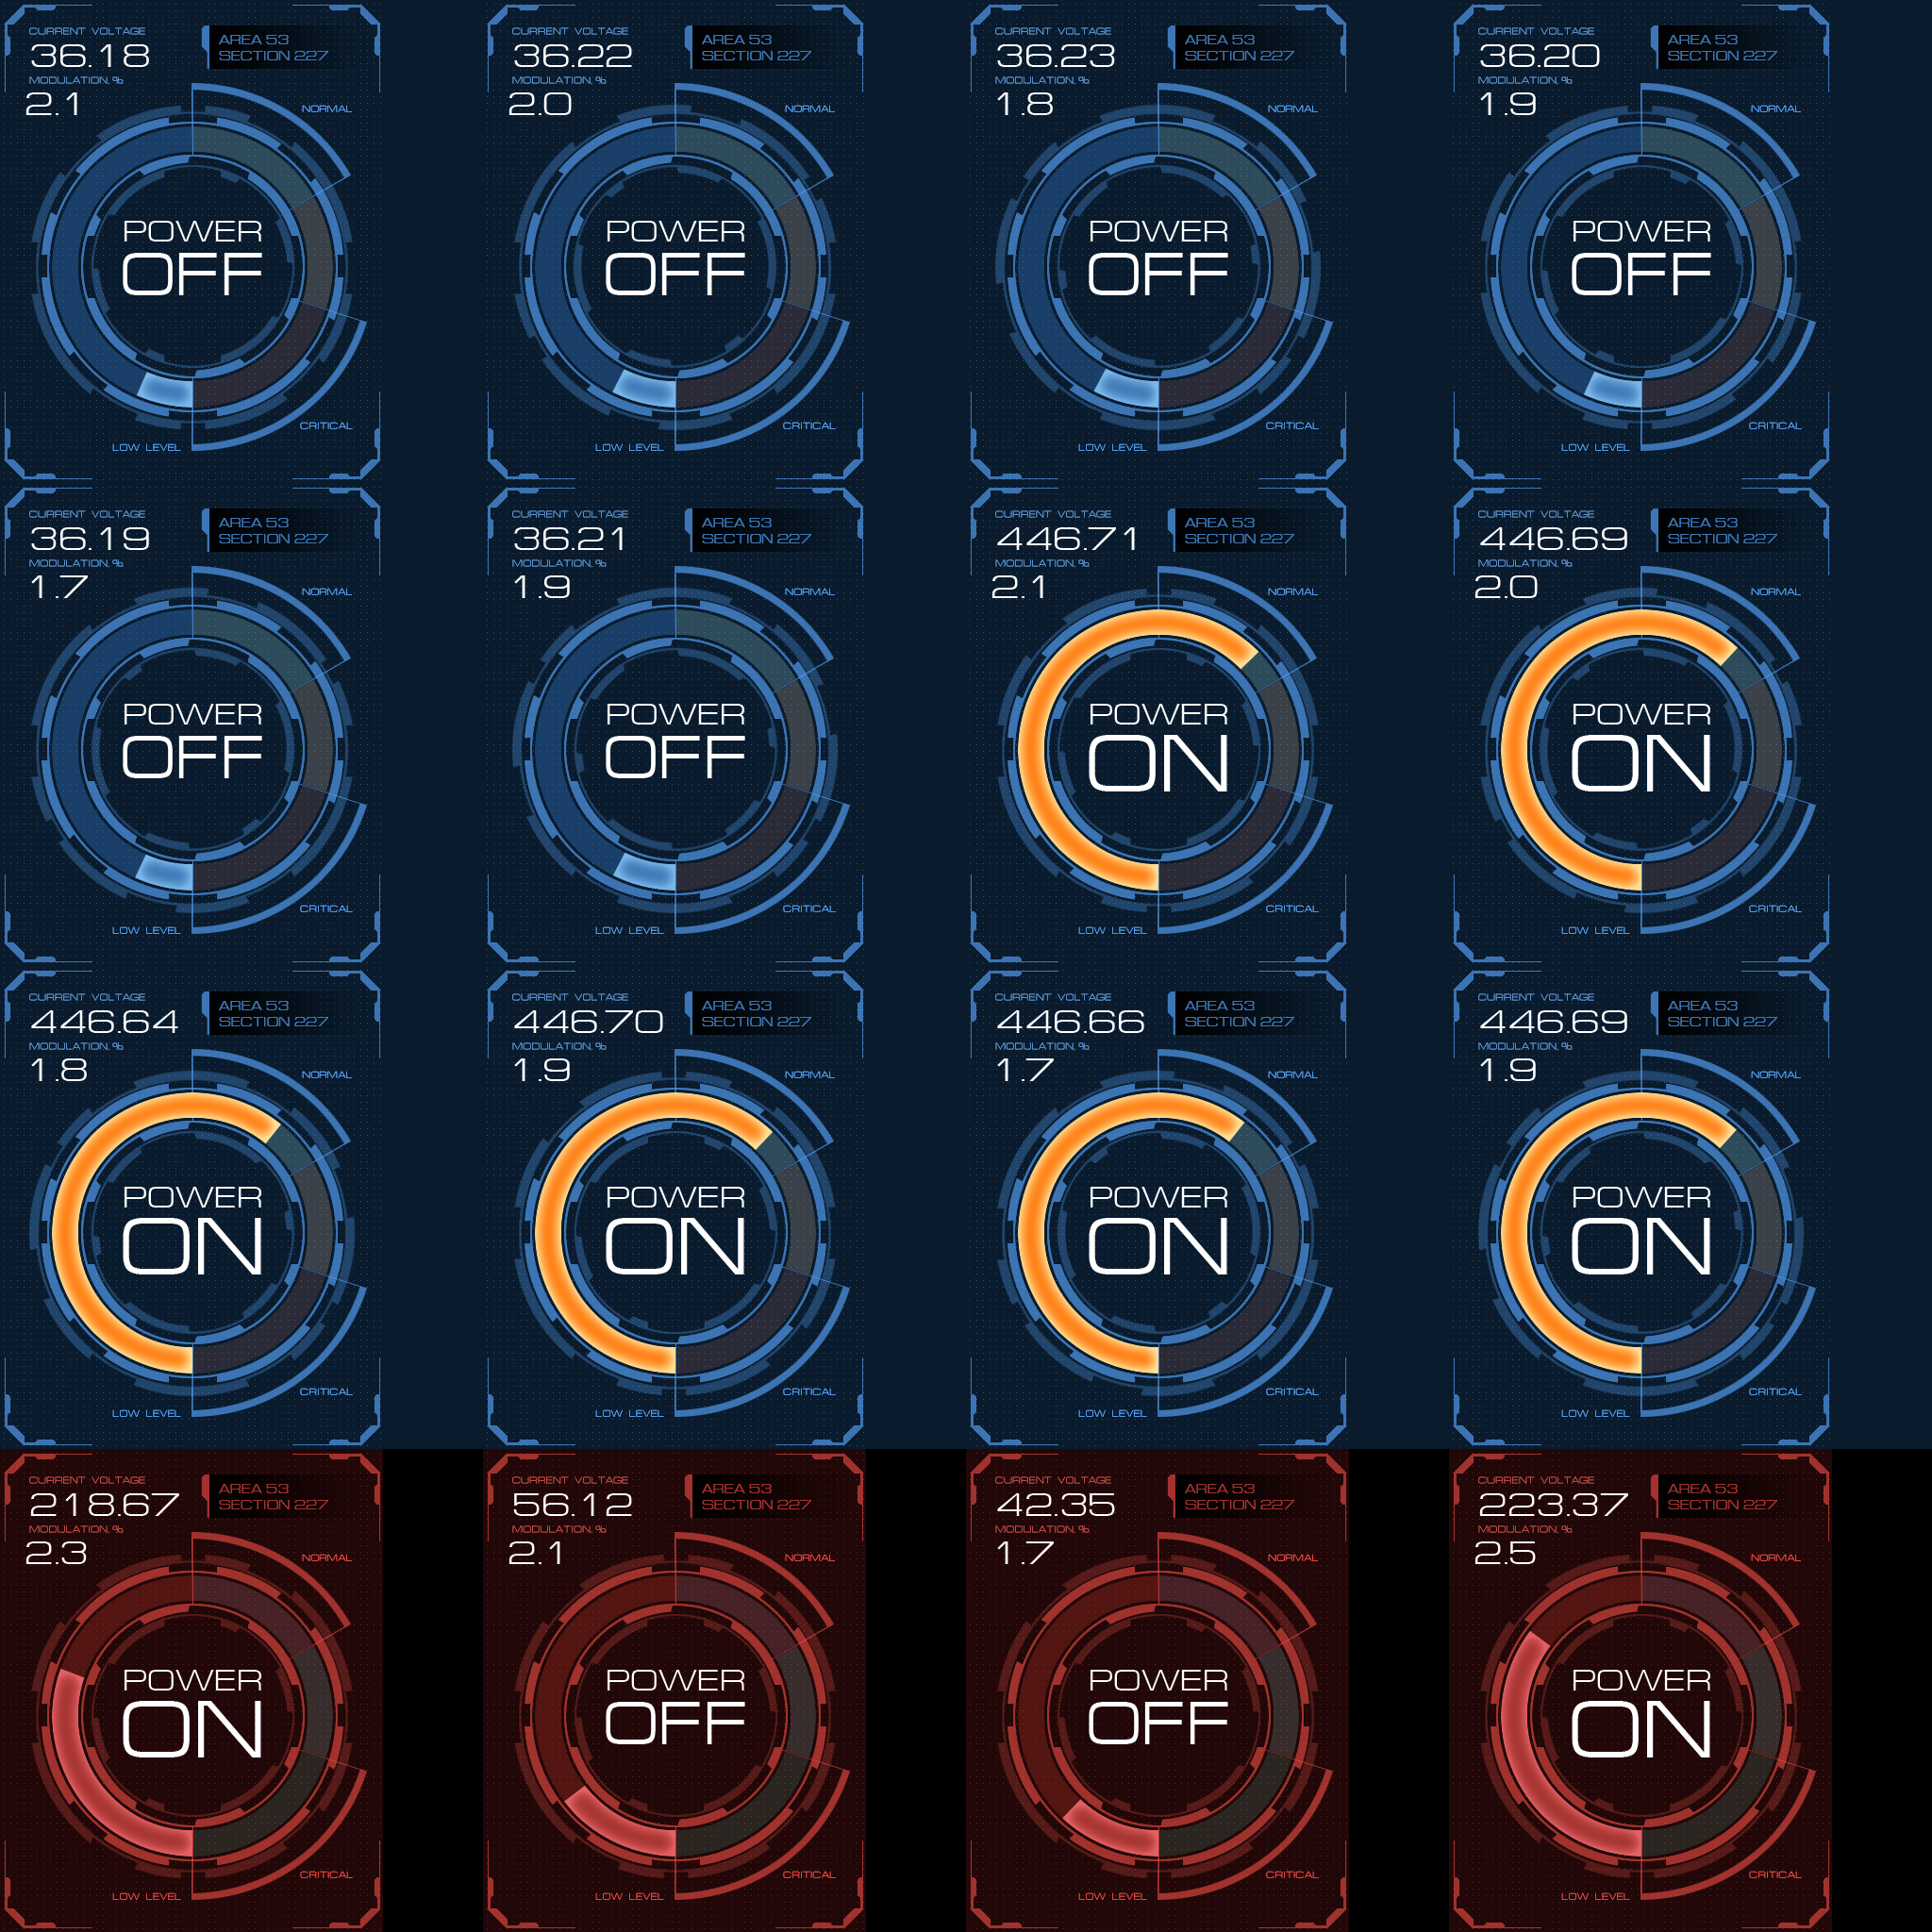 CURRENT VOLTAGE
36.18
AREA 53
SECTION 227
MODULATION, %
2.1
NORMAL
POWER
OFF
CRITICAL
LOW LEVEL
CURRENT VOLTAGE
36.22
AREA 53
SECTION 227
MODULATION, %
2.0
NORMAL
POWER
OFF
CRITICAL
LOW LEVEL
CURRENT VOLTAGE
36.23
AREA 53
SECTION 227
MODULATION, %
1.8
NORMAL
POWER
OFF
CRITICAL
LOW LEVEL
CURRENT VOLTAGE
36.20
AREA 53
SECTION 227
MODULATION, %
1.9
NORMAL
POWER
OFF
CRITICAL
LOW LEVEL
CURRENT VOLTAGE
36.19
AREA 53
SECTION 227
MODULATION, %
1.7
NORMAL
POWER
OFF
CRITICAL
LOW LEVEL
CURRENT VOLTAGE
36.21
AREA 53
SECTION 227
MODULATION, %
1.9
NORMAL
POWER
OFF
CRITICAL
LOW LEVEL
CURRENT VOLTAGE
446.71
AREA 53
SECTION 227
MODULATION, %
2.1
NORMAL
POWER
ON
CRITICAL
LOW LEVEL
CURRENT VOLTAGE
446.69
AREA 53
SECTION 227
MODULATION, %
2.0
NORMAL
POWER
ON
CRITICAL
LOW LEVEL
CURRENT VOLTAGE
446.64
AREA 53
SECTION 227
MODULATION, %
1.8
NORMAL
POWER
ON
CRITICAL
LOW LEVEL
CURRENT VOLTAGE
446.70
AREA 53
SECTION 227
MODULATION, %
1.9
NORMAL
POWER
ON
CRITICAL
LOW LEVEL
CURRENT VOLTAGE
446.66
AREA 53
SECTION 227
MODULATION, %
1.7
NORMAL
POWER
ON
CRITICAL
LOW LEVEL
CURRENT VOLTAGE
446.69
AREA 53
SECTION 227
MODULATION, %
1.9
NORMAL
POWER
ON
CRITICAL
LOW LEVEL
CURRENT VOLTAGE
218.67
AREA 53
SECTION 227
MODULATION, %
2.3
NORMAL
POWER
ON
CRITICAL
LOW LEVEL
CURRENT VOLTAGE
56.12
AREA 53
SECTION 227
MODULATION, %
2.1
NORMAL
POWER
OFF
CRITICAL
LOW LEVEL
CURRENT VOLTAGE
42.35
AREA 53
SECTION 227
MODULATION, %
1.7
NORMAL
POWER
OFF
CRITICAL
LOW LEVEL
CURRENT VOLTAGE
223.37
AREA 53
SECTION 227
MODULATION, %
2.5
NORMAL
POWER
ON
CRITICAL
LOW LEVEL